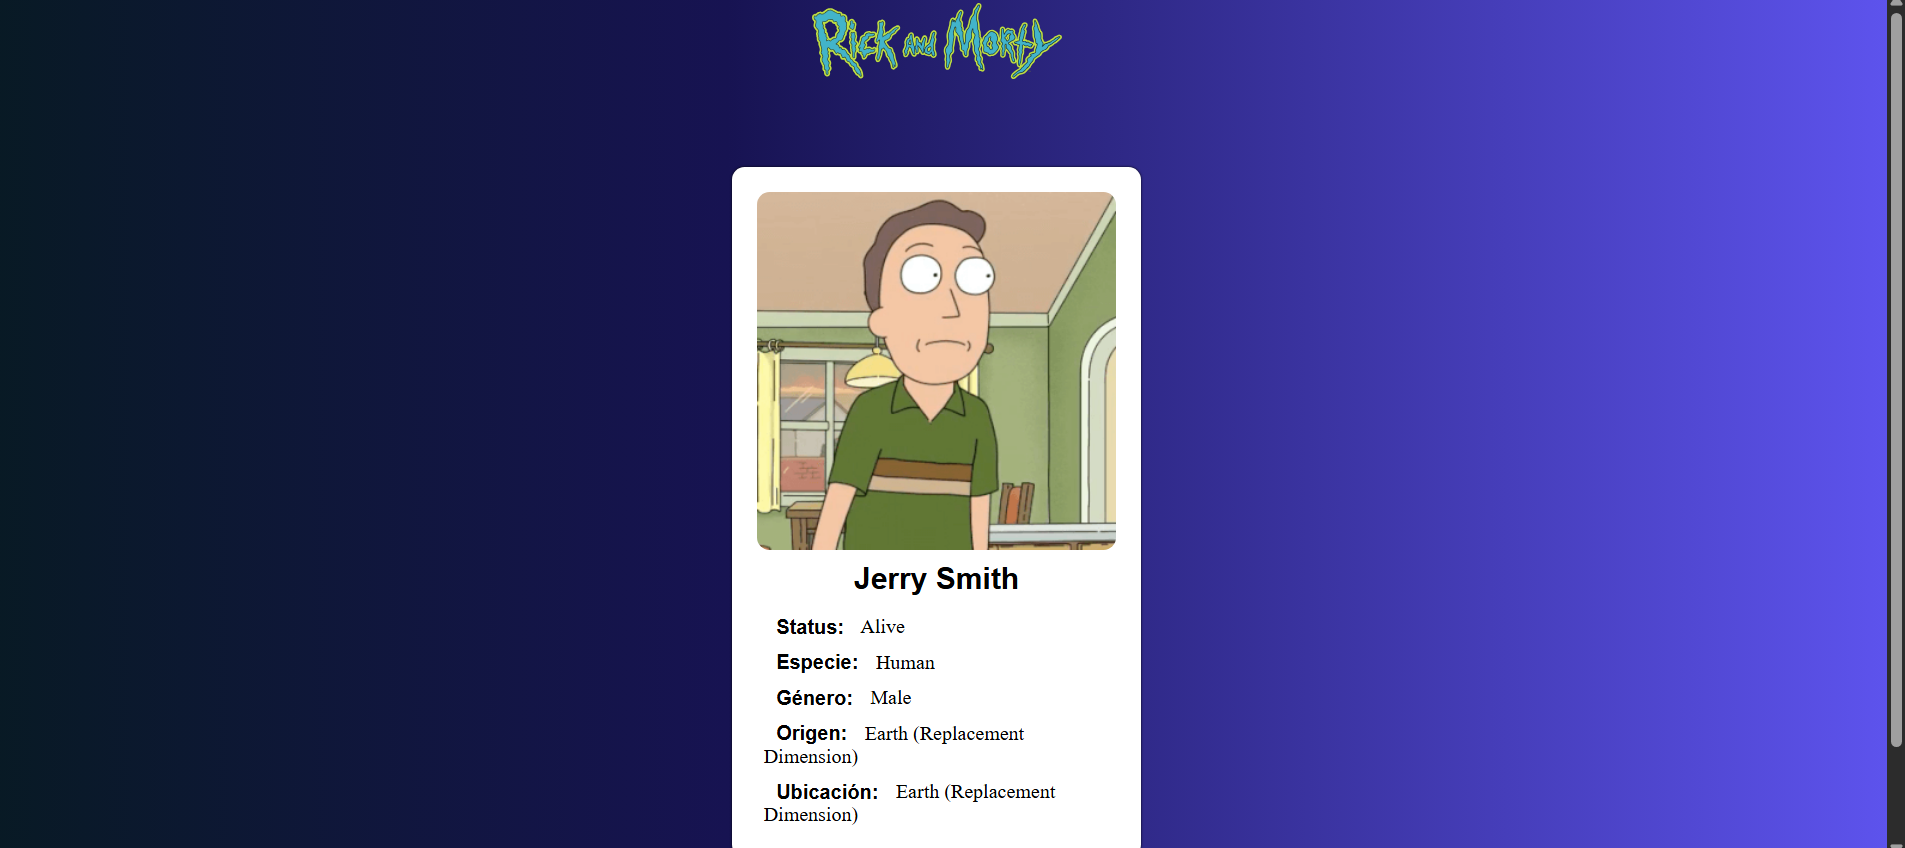 Rick and Morty
Jerry Smith
Status: Alive
Especie: Human
Género: Male
Origen: Earth (Replacement
Dimension)
Ubicación: Earth (Replacement
Dimension)